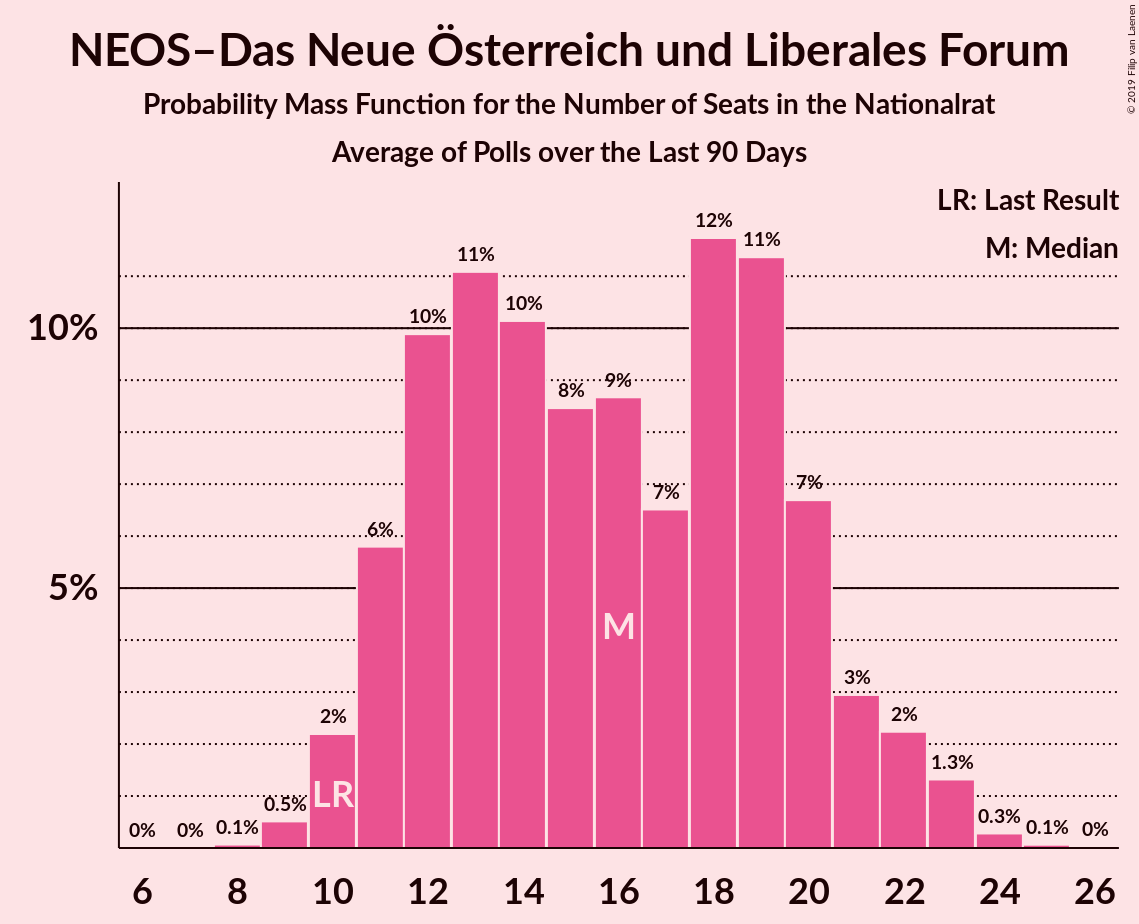 NEOS–Das Neue Österreich und Liberales Forum
Probability Mass Function for the Number of Seats in the Nationalrat
Average of Polls over the Last 90 Days
© 2019 Filip van Laenen
LR: Last Result
M: Median
10%
5%
0%
0%
0.1%
0.5%
2%
6%
10%
11%
10%
8%
9%
7%
12%
11%
7%
3%
2%
1.3%
0.3%
0.1%
0%
LR
M
6 8 10 12 14 16 18 20 22 24 26